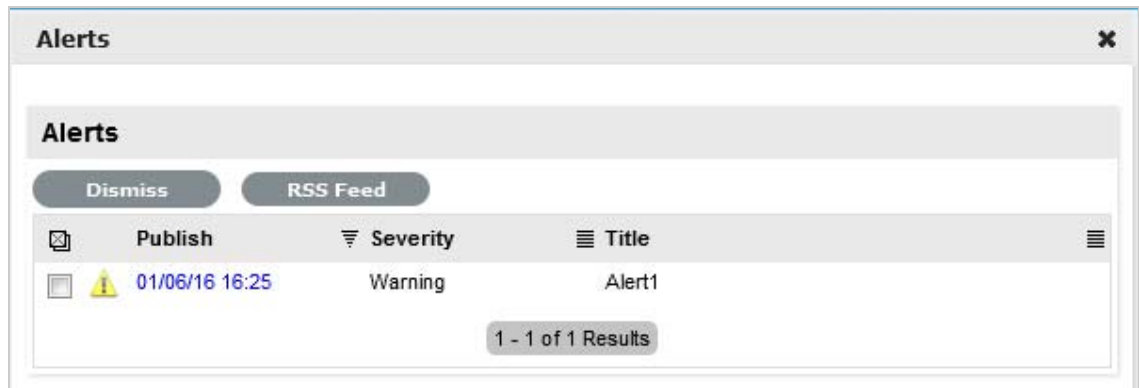 Alerts
Alerts
Dismiss RSS Feed
Publish Severity Title
01/06/16 16:25 Warning Alert1
1 - 1 of 1 Results